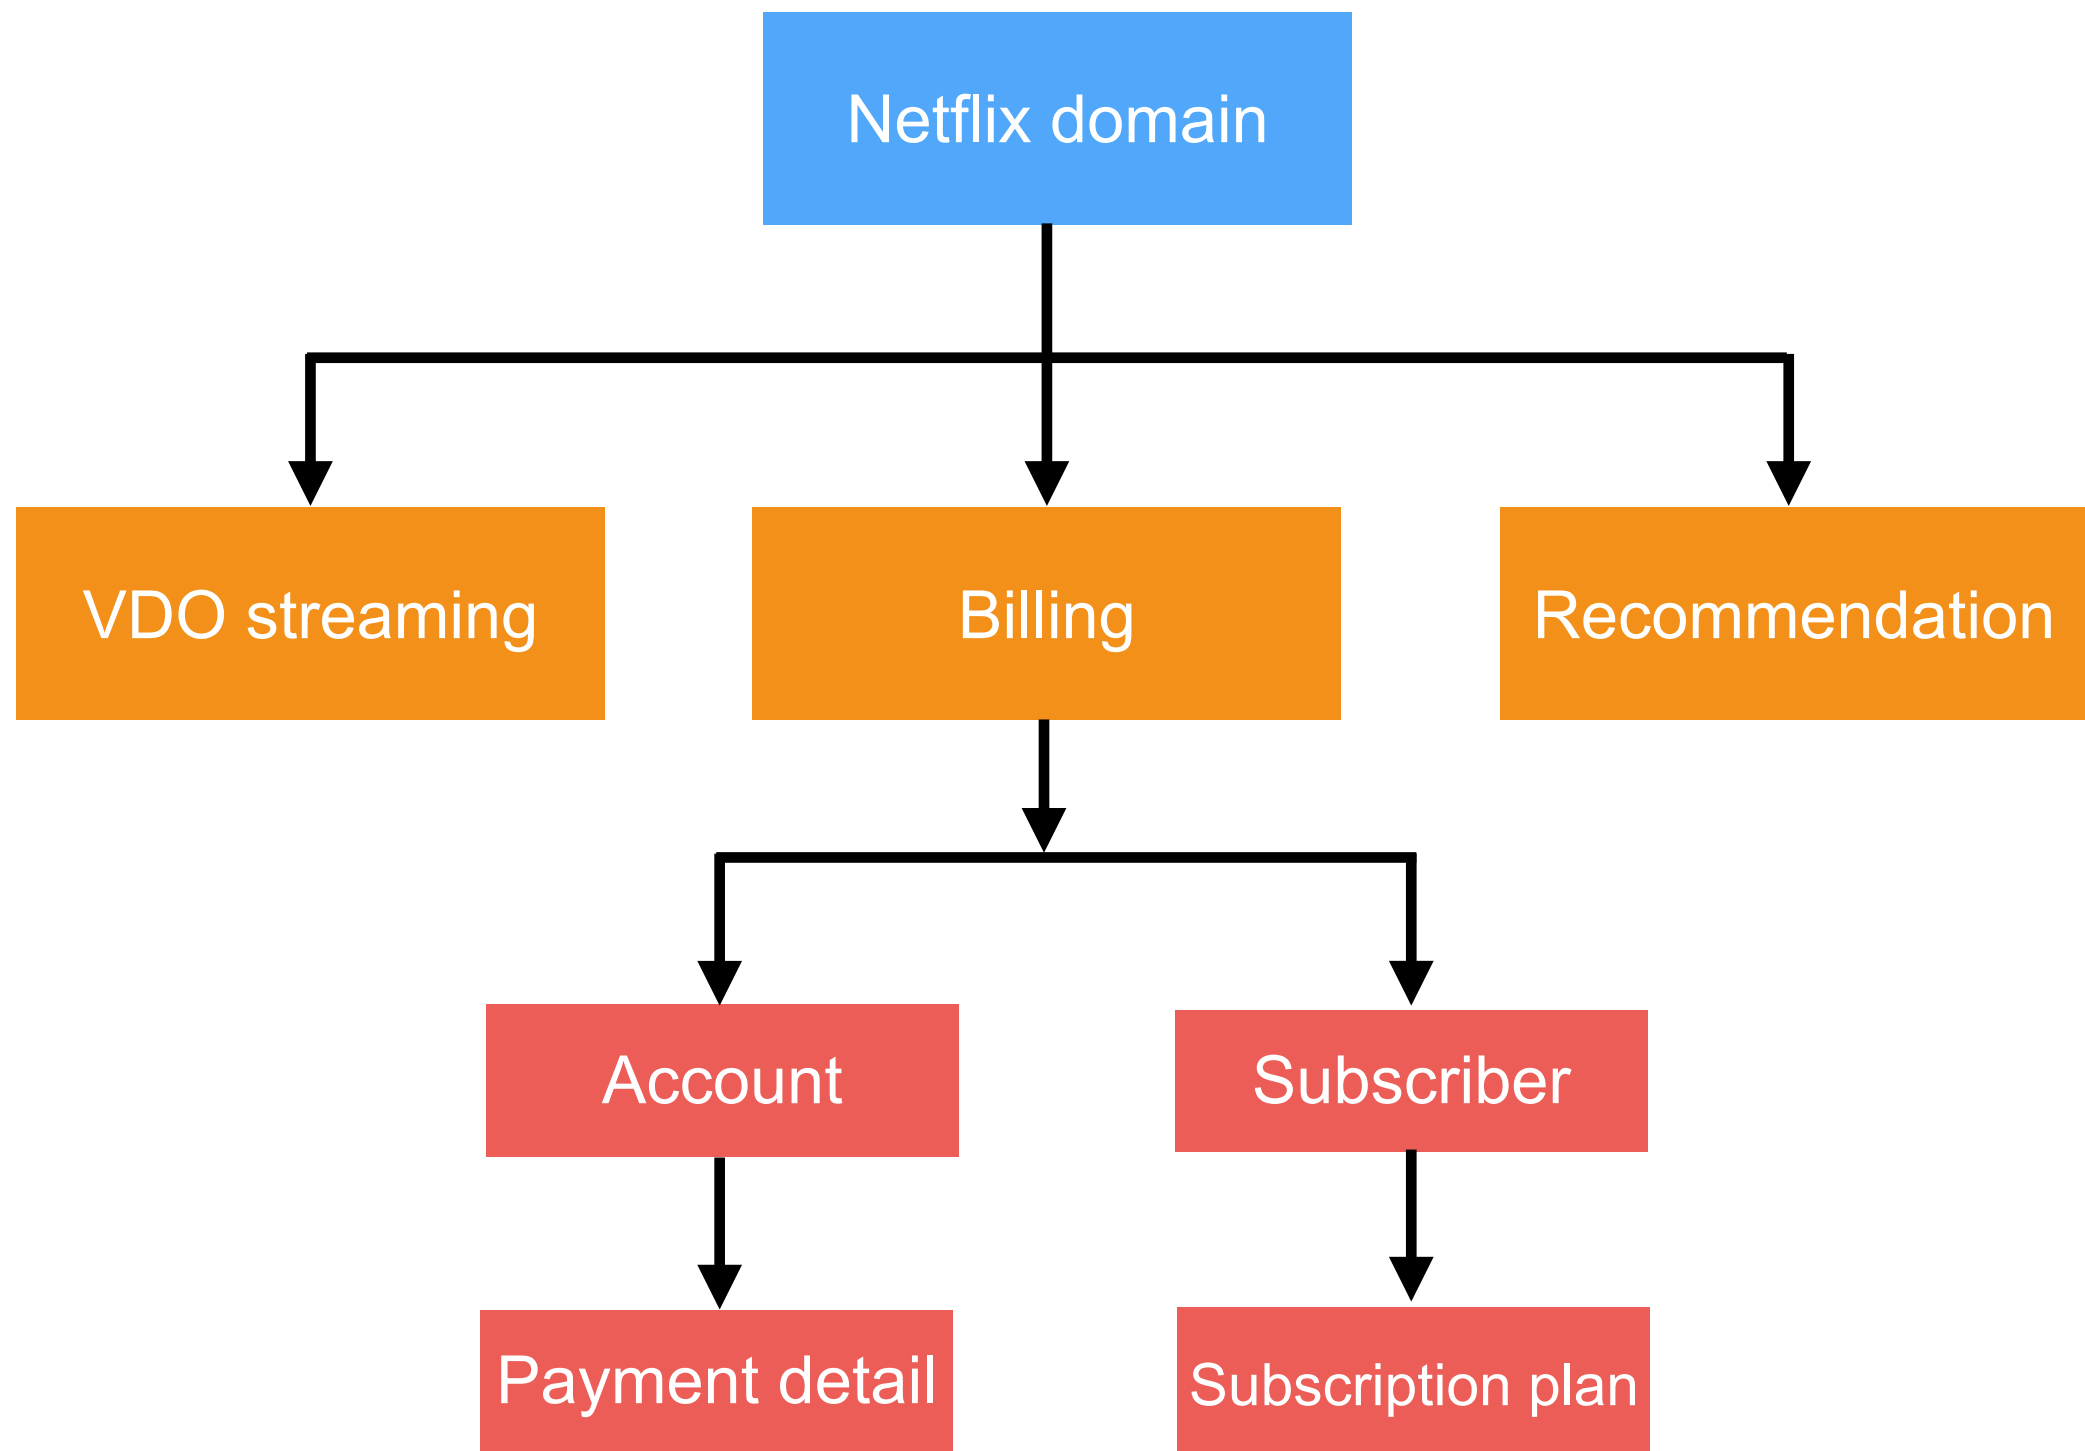 Netflix domain
VDO streaming
Billing
Recommendation
Account
Subscriber
Payment detail
Subscription plan